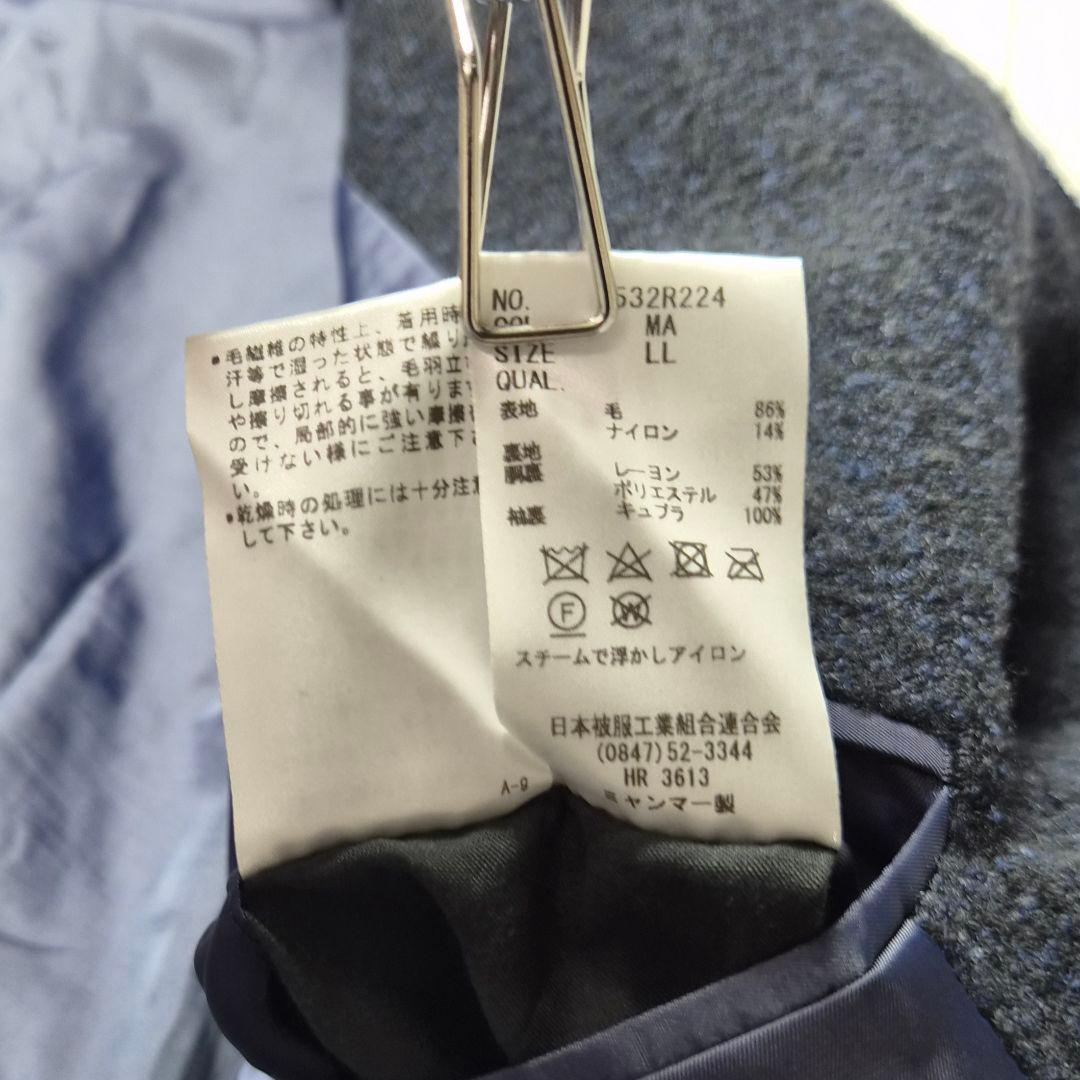 ・毛繊維の特性上、着用時
汗等で湿った状態で繰り
し摩擦されると、毛羽立
や擦り切れる事が有りま
ので、局部的に強い摩擦
受けない様にご注意下さ
い。
・乾燥時の処理には十分注意
して下さい。
A-9
NO. 532R224
COL MA
SIZE LL
QUAL.
表地 毛 86%
ナイロン 14%
裏地
胴裏 レーヨン 53%
ポリエステル 47%
袖裏 キュプラ 100%
F
W
スチームで浮かしアイロン
日本被服工業組合連合会
(0847)52-3344
HR 3613
ミャンマー製